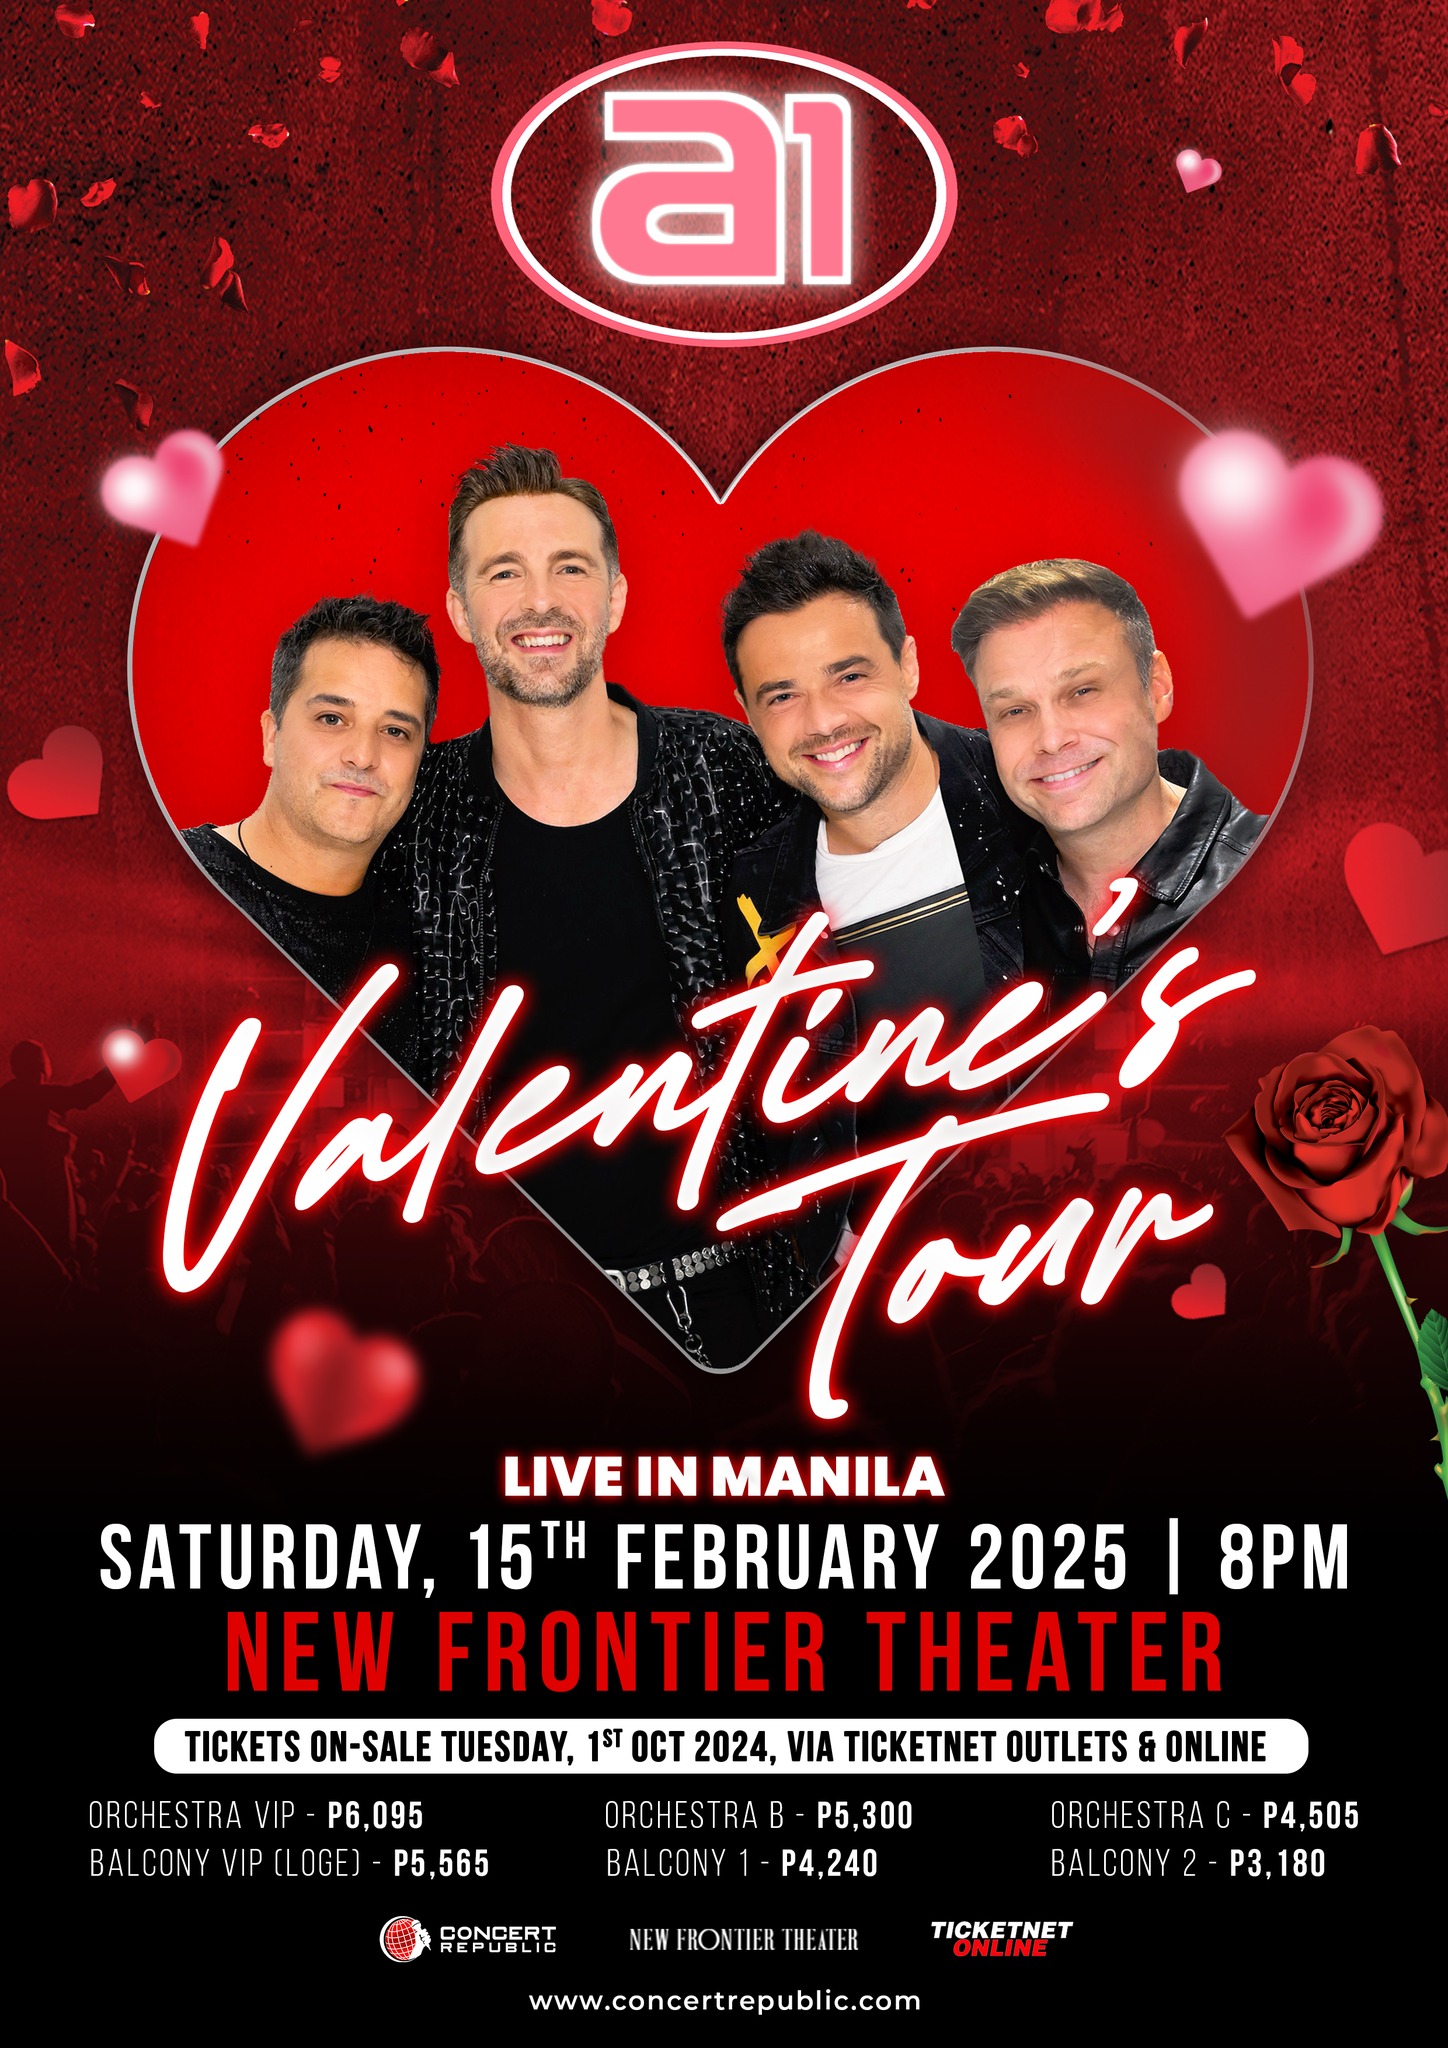 a1
Valentine's
Tour
LIVE IN MANILA
SATURDAY, 15TH FEBRUARY 2025 | 8PM
NEW FRONTIER THEATER
TICKETS ON-SALE TUESDAY, 1ST OCT 2024, VIA TICKETNET OUTLETS & ONLINE
ORCHESTRA VIP - P6,095 ORCHESTRA B - P5,300 ORCHESTRA C - P4,505
BALCONY VIP (LOGE) - P5,565 BALCONY 1 - P4,240 BALCONY 2 - P3,180
CONCERT
REPUBLIC
NEW FRONTIER THEATER
TICKETNET
ONLINE
www.concertrepublic.com